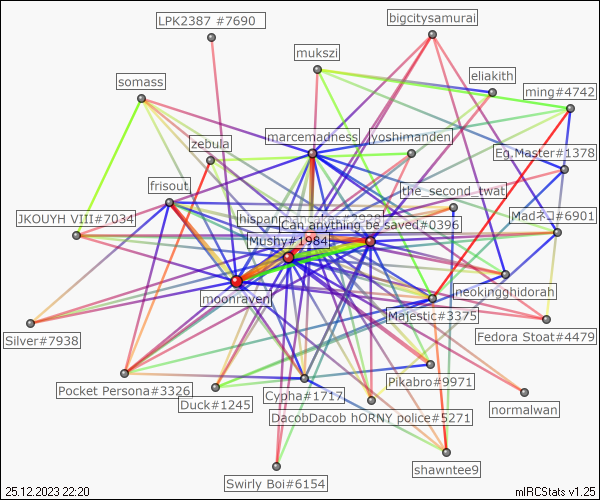 LPK2387 #7690
bigcitysamurai
mukszi
eliakith
somass
ming#4742
marcemadness
yoshimanden
zebula
Eg.Master#1378
frisout
the_second_twat
JKOUYH VIII#7034
Madネコ#6901
Can anything be saved#0396
Mushy#1984
neokingghidorah
moonraven
Majestic#3375
Silver#7938
Fedora Stoat#4479
Pikabro#9971
Pocket Persona#3326
Cypha#1717
Duck#1245
normalwan
DacobDacob hORNY police#5271
shawntee9
Swirly Boi#6154
25.12.2023 22:20
mIRCStats v1.25